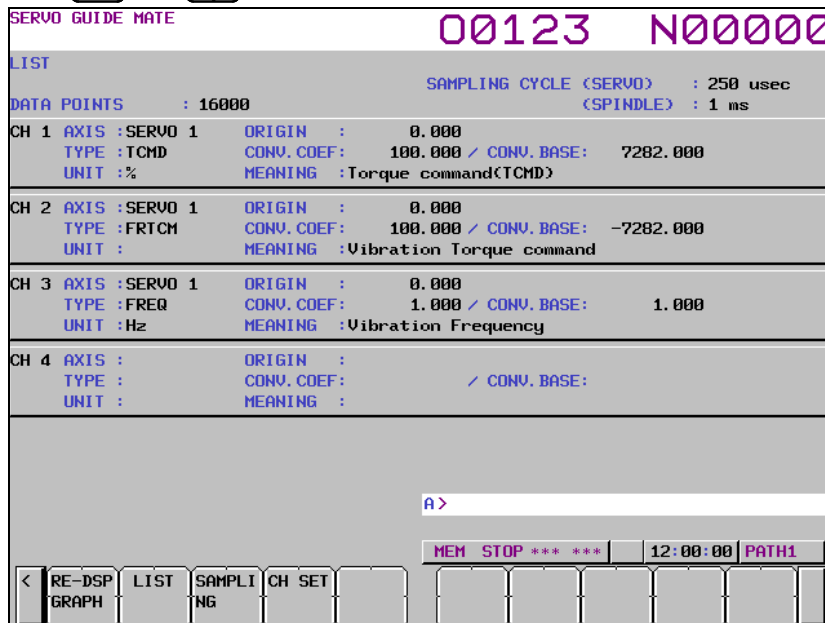 SERVO GUIDE MATE O0123 N00000
LIST
SAMPLING CYCLE (SERVO) : 250 usec
DATA POINTS : 16000 (SPINDLE) : 1 ms
CH 1 AXIS :SERVO 1 ORIGIN : 0.000
TYPE :TCMD CONV.COEF: 100.000 / CONV.BASE: 7282.000
UNIT :% MEANING :Torque command(TCMD)
CH 2 AXIS :SERVO 1 ORIGIN : 0.000
TYPE :FRTCM CONV.COEF: 100.000 / CONV.BASE: -7282.000
UNIT : MEANING :Vibration Torque command
CH 3 AXIS :SERVO 1 ORIGIN : 0.000
TYPE :FREQ CONV.COEF: 1.000 / CONV.BASE: 1.000
UNIT :Hz MEANING :Vibration Frequency
CH 4 AXIS : ORIGIN :
TYPE : CONV.COEF: / CONV.BASE:
UNIT : MEANING :
A>
MEM STOP *** *** 12:00:00 PATH1
< RE-DSP LIST SAMPLI CH SET
GRAPH NG